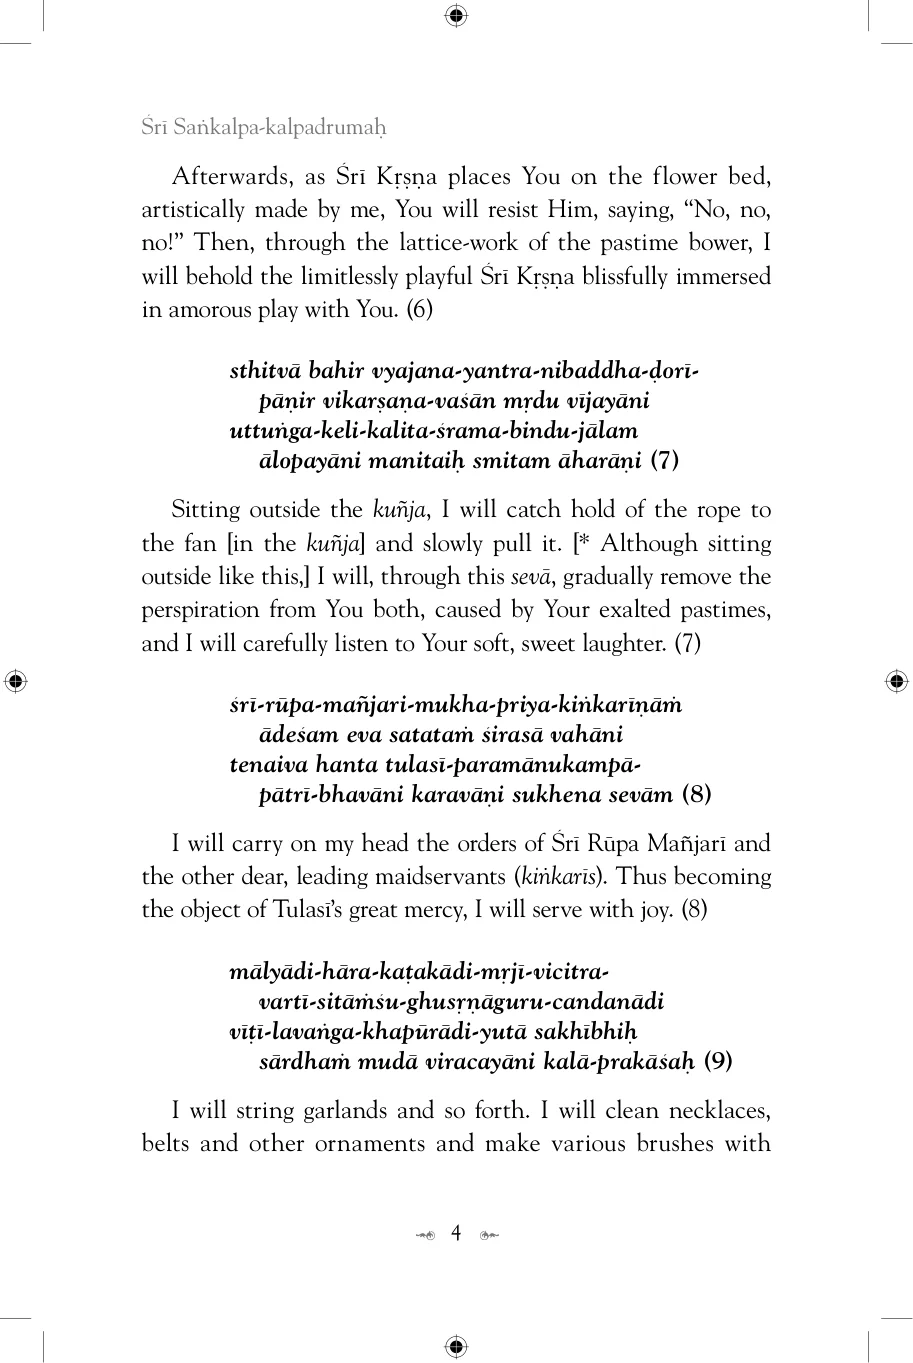 Śrī Saṅkalpa-kalpadrumaḥ
Afterwards, as Śrī Kṛṣṇa places You on the flower bed,
artistically made by me, You will resist Him, saying, “No, no,
no!” Then, through the lattice-work of the pastime bower, I
will behold the limitlessly playful Śrī Kṛṣṇa blissfully immersed
in amorous play with You. (6)
sthitvā bahir vyajana-yantra-nibaddha-ḍorī-
pāṇir vikarṣaṇa-vaśān mṛdu vījayāni
uttuṅga-keli-kalita-śrama-bindu-jālam
ālopayāni manitaiḥ smitam āharāṇi (7)
Sitting outside the kuñja, I will catch hold of the rope to
the fan [in the kuñja] and slowly pull it. [* Although sitting
outside like this,] I will, through this sevā, gradually remove the
perspiration from You both, caused by Your exalted pastimes,
and I will carefully listen to Your soft, sweet laughter. (7)
śrī-rūpa-mañjari-mukha-priya-kiṅkarīṇāṁ
ādeśam eva satataṁ śirasā vahāni
tenaiva hanta tulasī-paramānukampā-
pātrī-bhavāni karavāṇi sukhena sevām (8)
I will carry on my head the orders of Śrī Rūpa Mañjarī and
the other dear, leading maidservants (kiṅkarīs). Thus becoming
the object of Tulasī’s great mercy, I will serve with joy. (8)
mālyādi-hāra-kaṭakādi-mṛjī-vicitra-
vartī-sitāṁśu-ghusṛṇāguru-candanādi
vīṭī-lavaṅga-khapūrādi-yutā sakhībhiḥ
sārdhaṁ mudā viracayāni kalā-prakāśaḥ (9)
I will string garlands and so forth. I will clean necklaces,
belts and other ornaments and make various brushes with
4